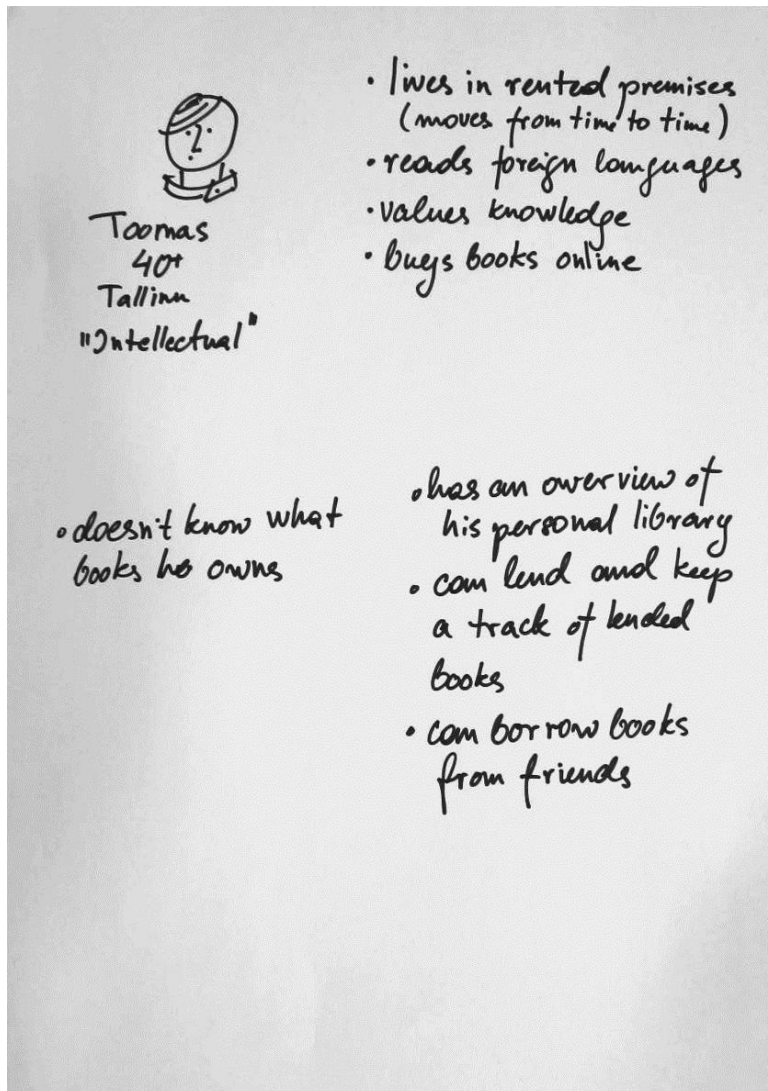 Toomas
40+
Tallinn
"Intellectual"
• lives in rented premises
(moves from time to time)
• reads foreign languages
• values knowledge
• buys books online
• doesn't know what
books he owns
• has an owerview of
his personal library
• can lend and keep
a track of lended
books
• can borrow books
from friends